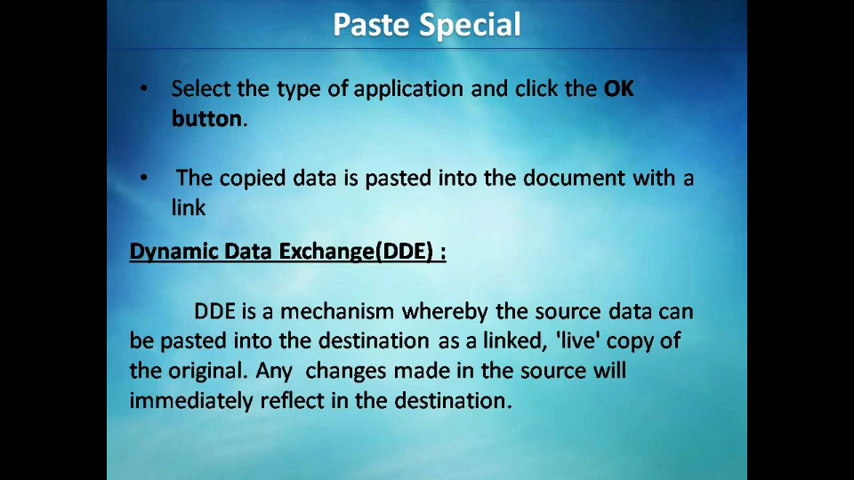 Paste Special
• Select the type of application and click the OK
button.
• The copied data is pasted into the document with a
link
Dynamic Data Exchange(DDE) :
DDE is a mechanism whereby the source data can
be pasted into the destination as a linked, 'live' copy of
the original. Any changes made in the source will
immediately reflect in the destination.